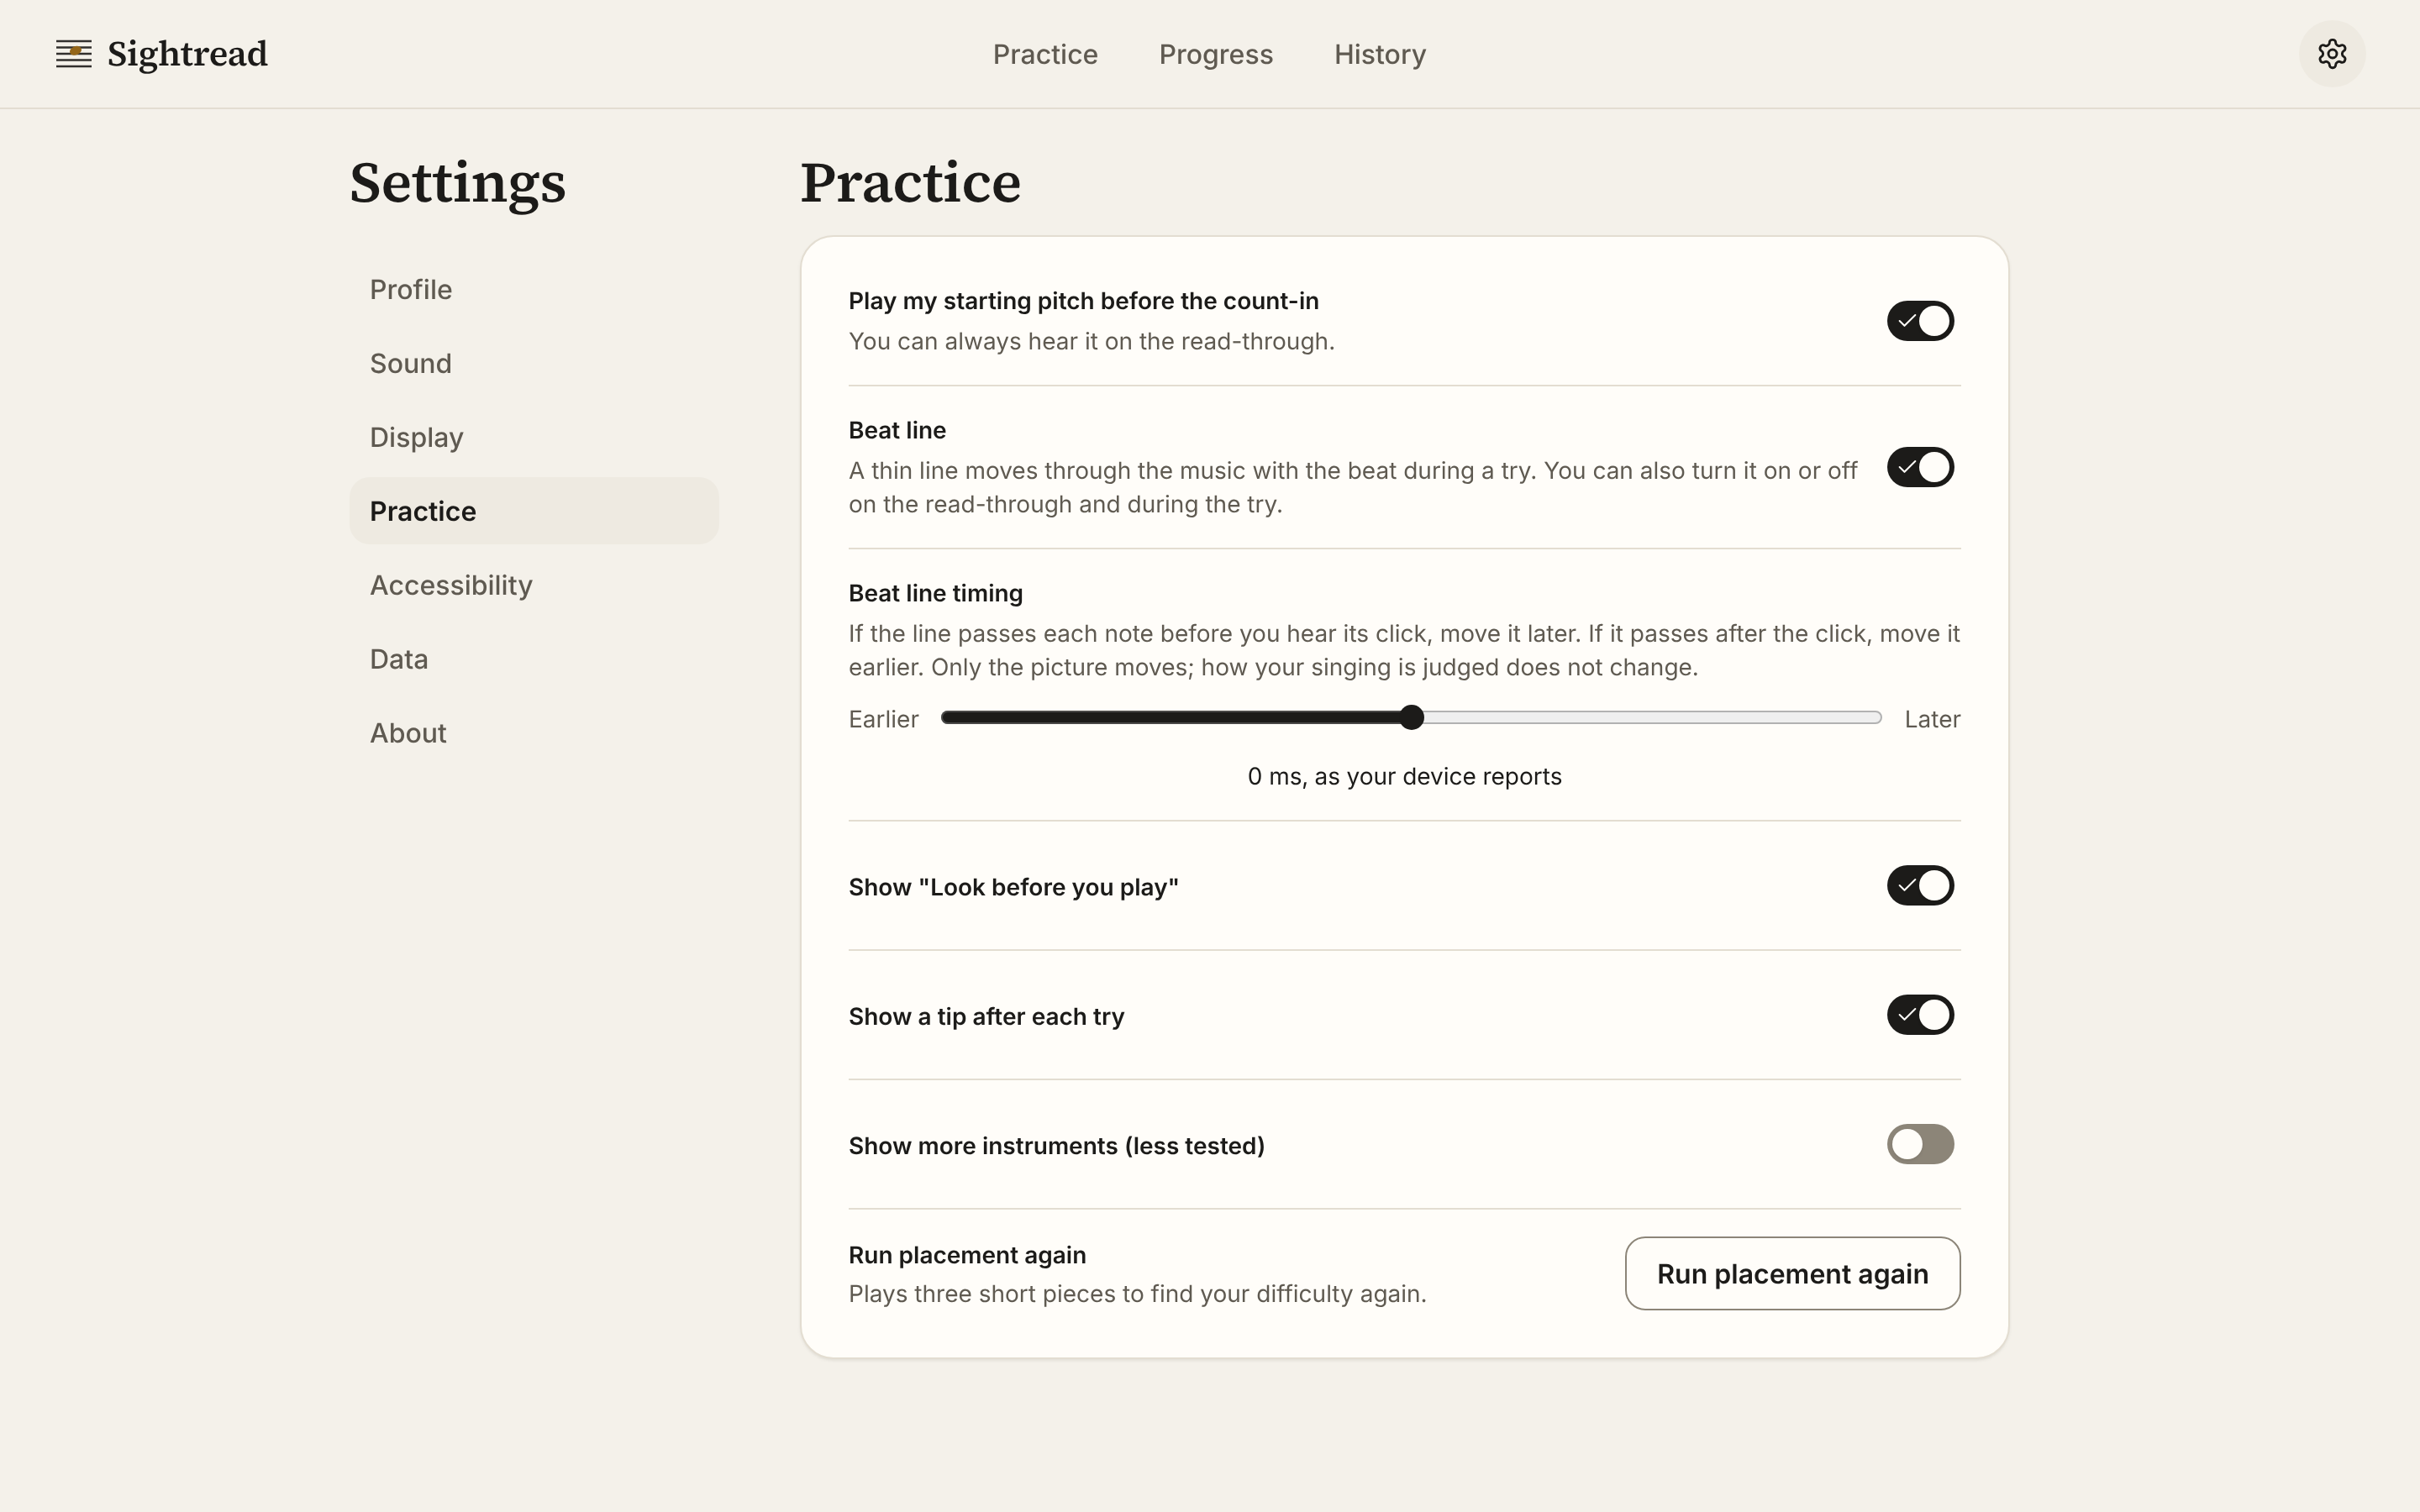 Sightread
Practice
Progress
History
Settings
Profile
Sound
Display
Practice
Accessibility
Data
About
Practice
Play my starting pitch before the count-in
You can always hear it on the read-through.
Beat line
A thin line moves through the music with the beat during a try. You can also turn it on or off
on the read-through and during the try.
Beat line timing
If the line passes each note before you hear its click, move it later. If it passes after the click, move it
earlier. Only the picture moves; how your singing is judged does not change.
Earlier
Later
0 ms, as your device reports
Show "Look before you play"
Show a tip after each try
Show more instruments (less tested)
Run placement again
Plays three short pieces to find your difficulty again.
Run placement again